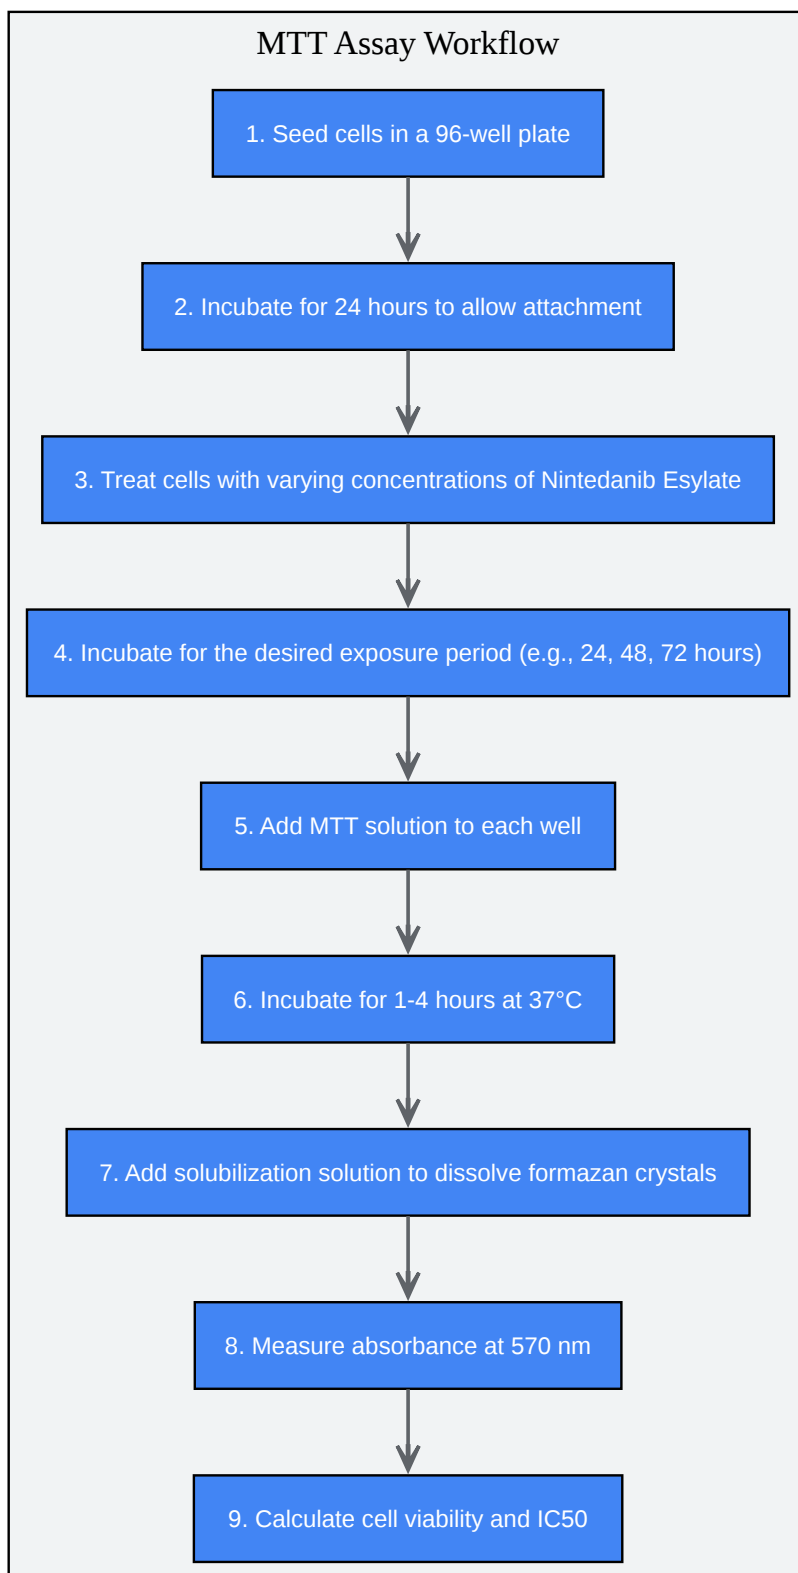 MTT Assay Workflow
1. Seed cells in a 96-well plate
2. Incubate for 24 hours to allow attachment
3. Treat cells with varying concentrations of Nintedanib Esylate
4. Incubate for the desired exposure period (e.g., 24, 48, 72 hours)
5. Add MTT solution to each well
6. Incubate for 1-4 hours at 37°C
7. Add solubilization solution to dissolve formazan crystals
8. Measure absorbance at 570 nm
9. Calculate cell viability and IC50